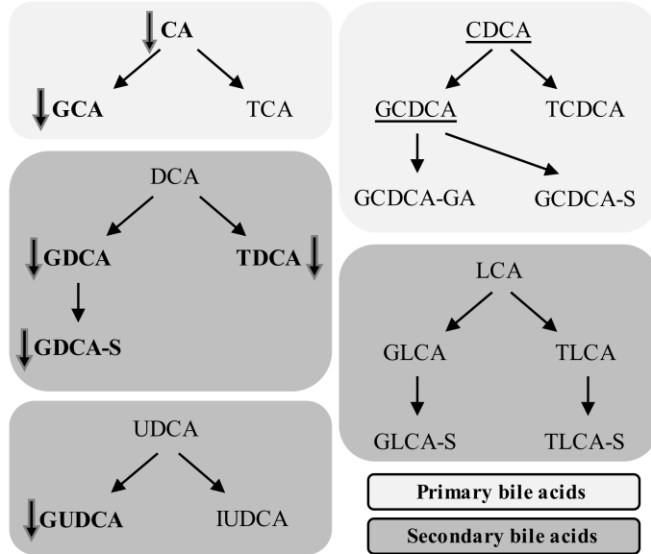 CA
GCA TCA
DCA
GDCA TDCA
GDCA-S
UDCA
GUDCA IUDCA
CDCA
GCDCA TCDCA
GCDCA-GA GCDCA-S
LCA
GLCA TLCA
GLCA-S TLCA-S
Primary bile acids
Secondary bile acids